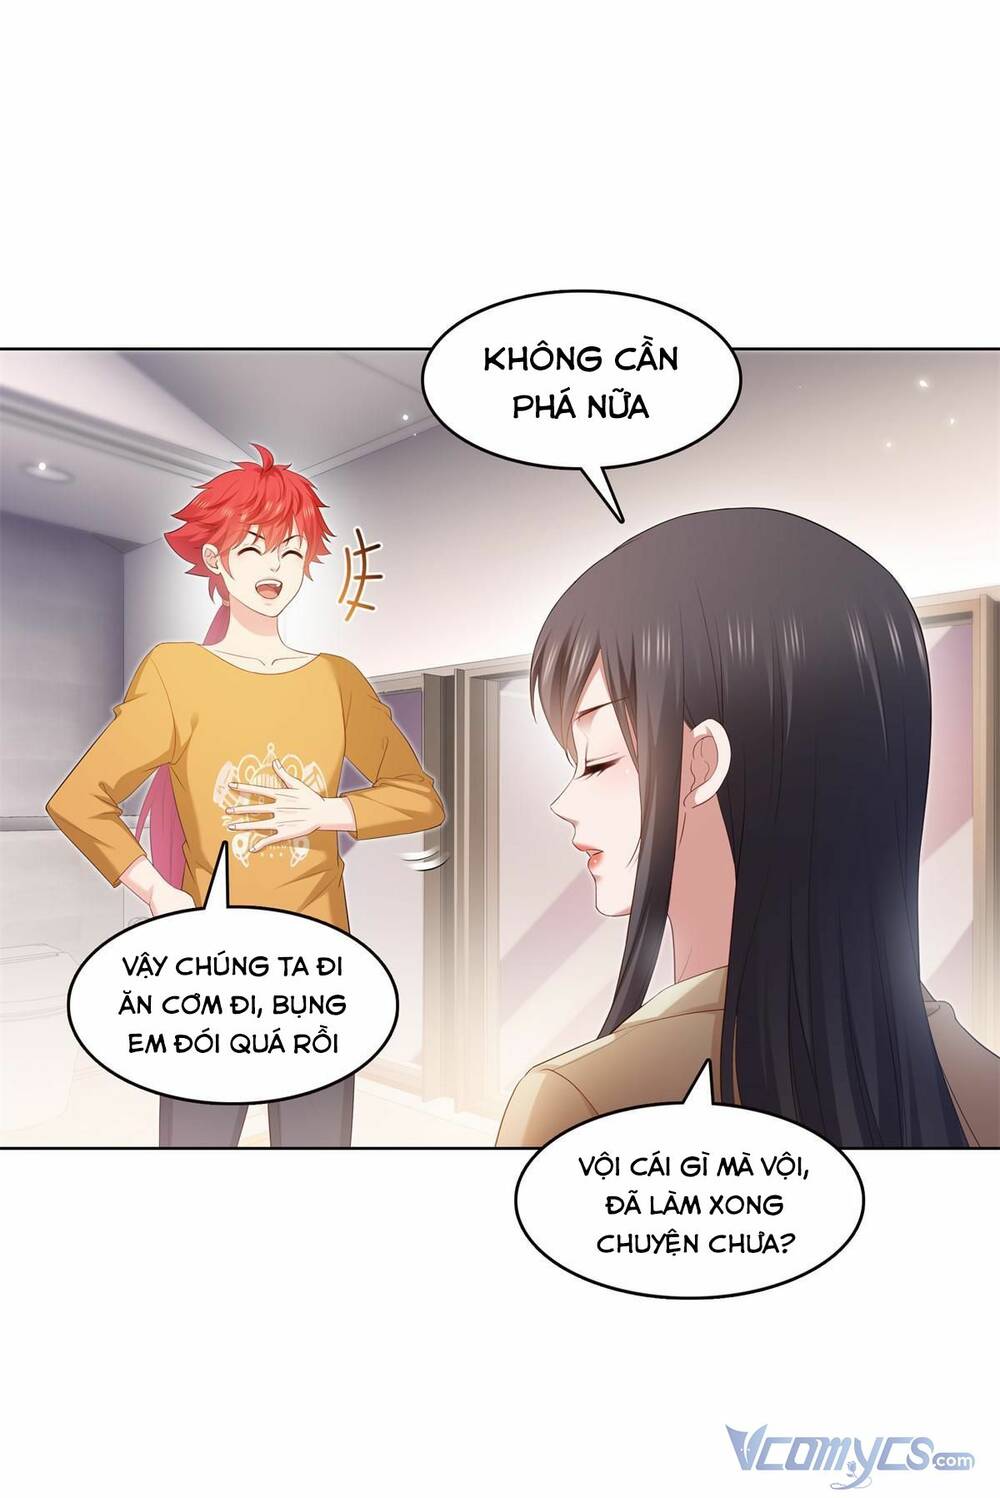 KHÔNG CẦN
PHÁ NỮA
VẬY CHÚNG TA ĐI
ĂN CƠM ĐI, BỤNG
EM ĐÓI QUÁ RỒI
VỘI CÁI GÌ MÀ VỘI,
ĐÃ LÀM XONG
CHUYỆN CHƯA?
VCOMYCS.com